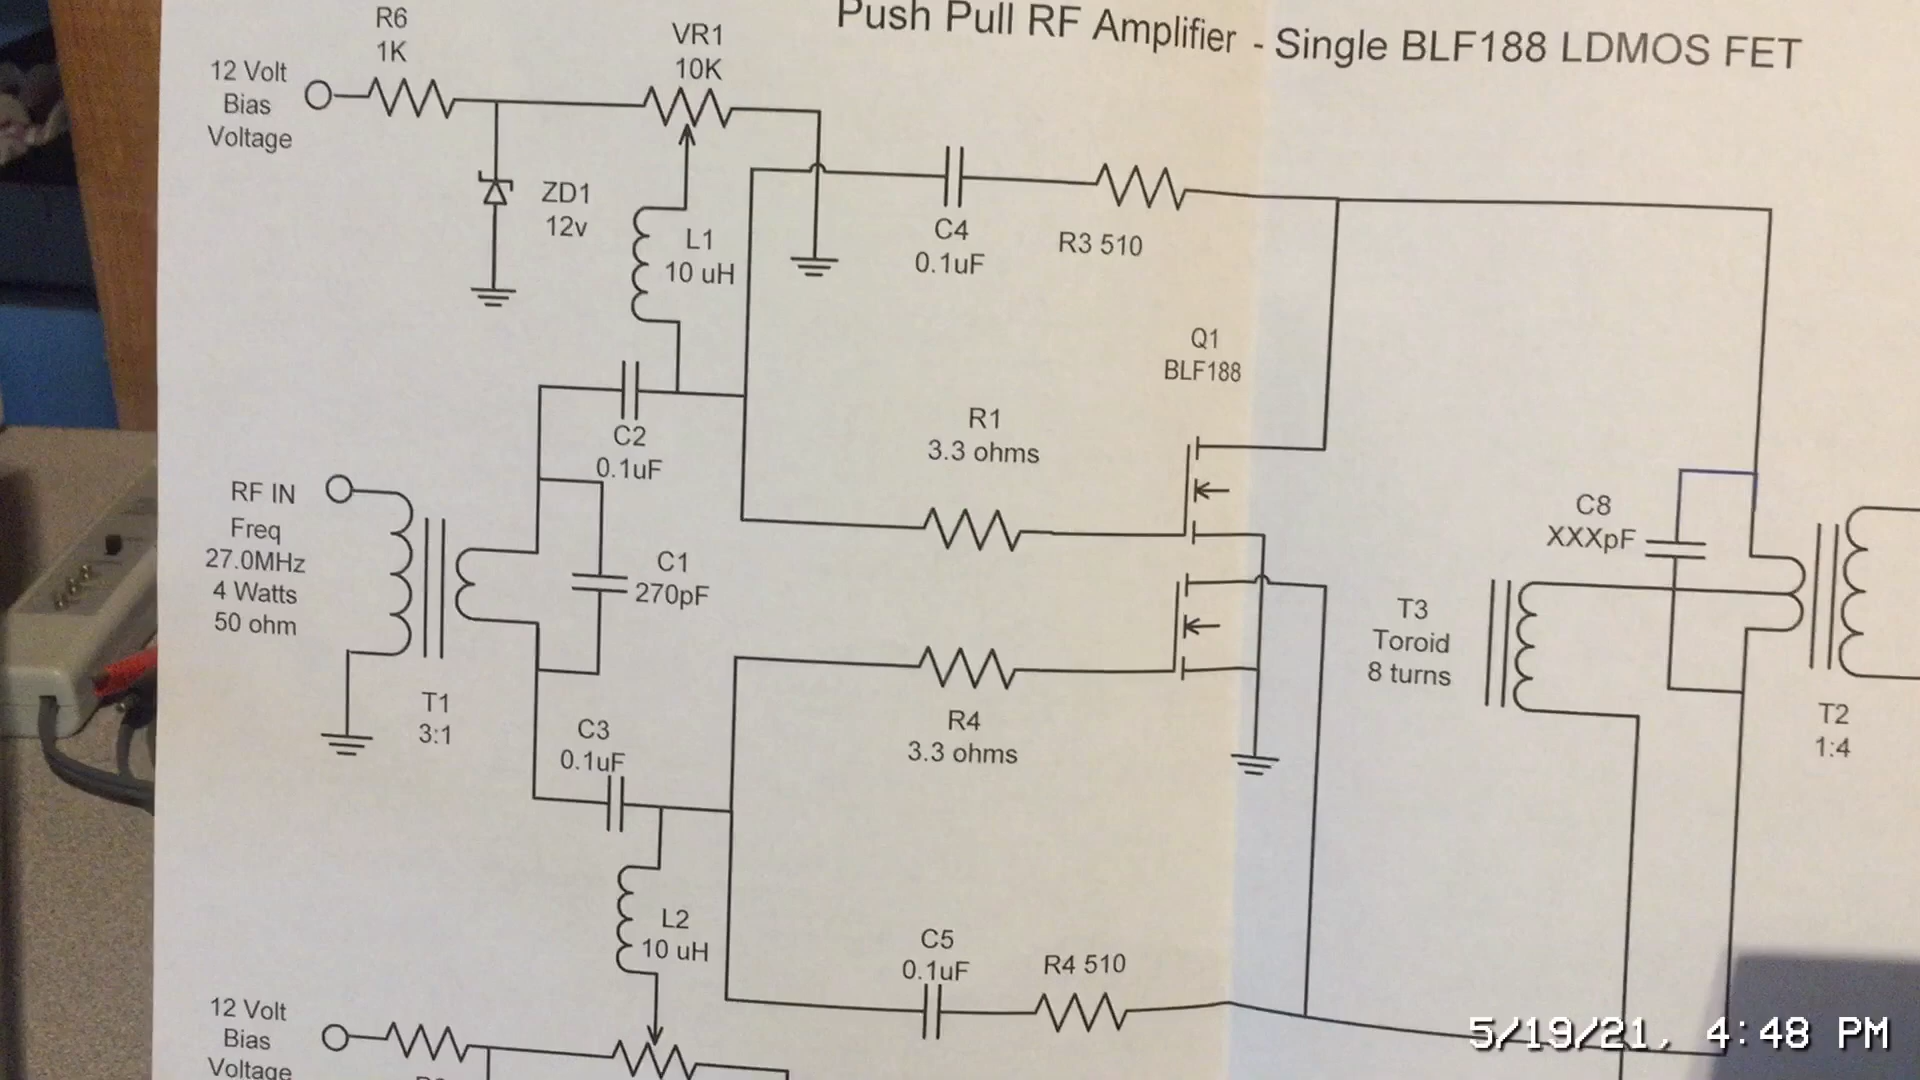 Push Pull RF Amplifier - Single BLF188 LDMOS FET
R6
1K
VR1
10K
12 Volt
Bias
Voltage
ZD1
12v
L1
10 uH
C4
0.1uF
R3 510
Q1
BLF188
C2
0.1uF
R1
3.3 ohms
RF IN
Freq
27.0MHz
4 Watts
50 ohm
C1
270pF
C8
XXXpF
T3
Toroid
8 turns
T1
3:1
C3
0.1uF
R4
3.3 ohms
T2
1:4
L2
10 uH
C5
0.1uF
R4 510
12 Volt
Bias
Voltage
5/19/21, 4:48 PM